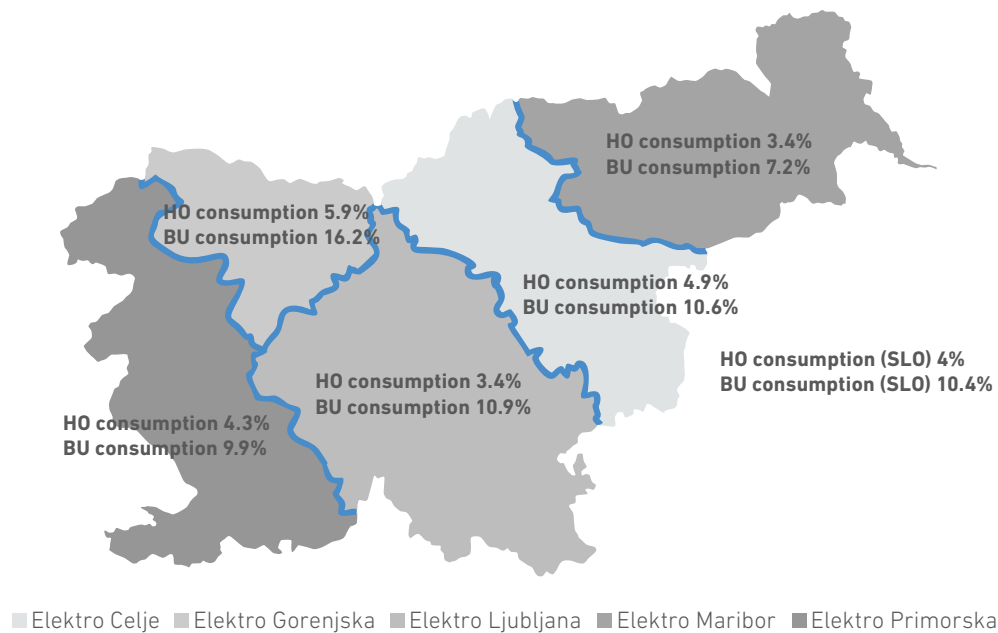 HO consumption 3.4%
BU consumption 7.2%
HO consumption 5.9%
BU consumption 16.2%
HO consumption 4.9%
BU consumption 10.6%
HO consumption (SLO) 4%
BU consumption (SLO) 10.4%
HO consumption 3.4%
BU consumption 10.9%
HO consumption 4.3%
BU consumption 9.9%
Elektro Celje Elektro Gorenjska Elektro Ljubljana Elektro Maribor Elektro Primorska